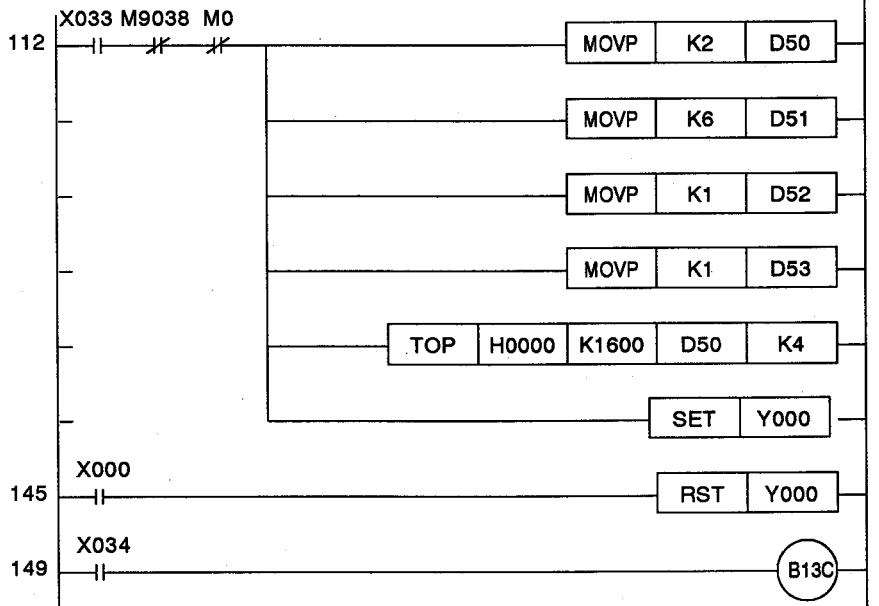 X033 M9038 M0
112 MOVP K2 D50
MOVP K6 D51
MOVP K1 D52
MOVP K1 D53
TOP H0000 K1600 D50 K4
SET Y000
X000
145 RST Y000
X034
149 B13C